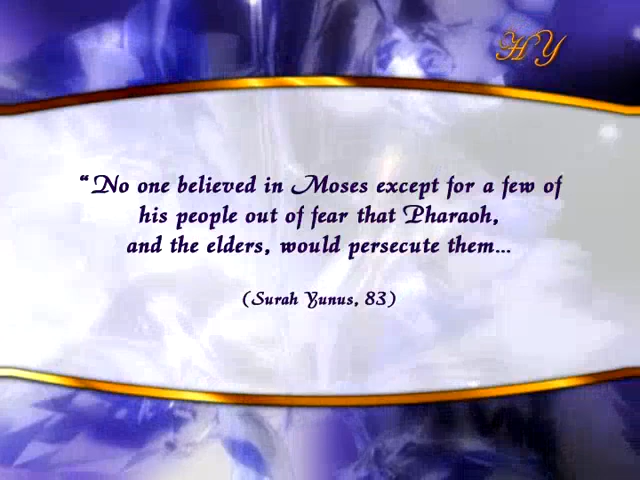 HY
“No one believed in Moses except for a few of
his people out of fear that Pharaoh,
and the elders, would persecute them...
(Surah Yunus, 83)